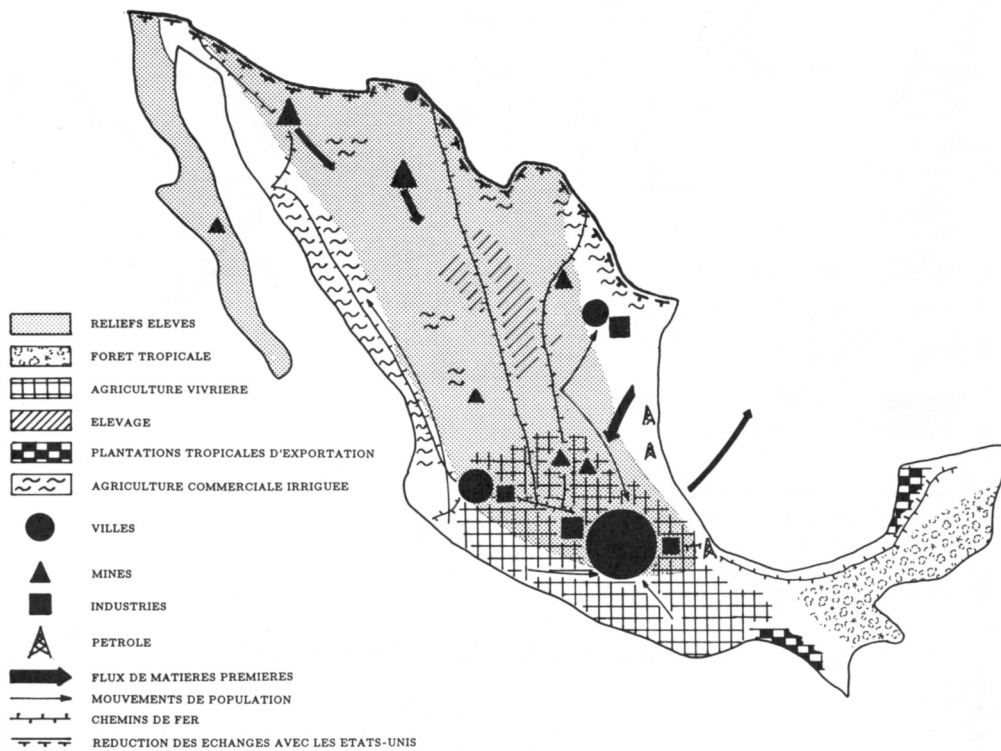 RELIEFS ELEVES
FORET TROPICALE
AGRICULTURE VIVRIERE
ELEVAGE
PLANTATIONS TROPICALES D'EXPORTATION
AGRICULTURE COMMERCIALE IRRIGUEE
VILLES
MINES
INDUSTRIES
PETROLE
FLUX DE MATIERES PREMIERES
MOUVEMENTS DE POPULATION
CHEMINS DE FER
REDUCTION DES ECHANGES AVEC LES ETATS-UNIS